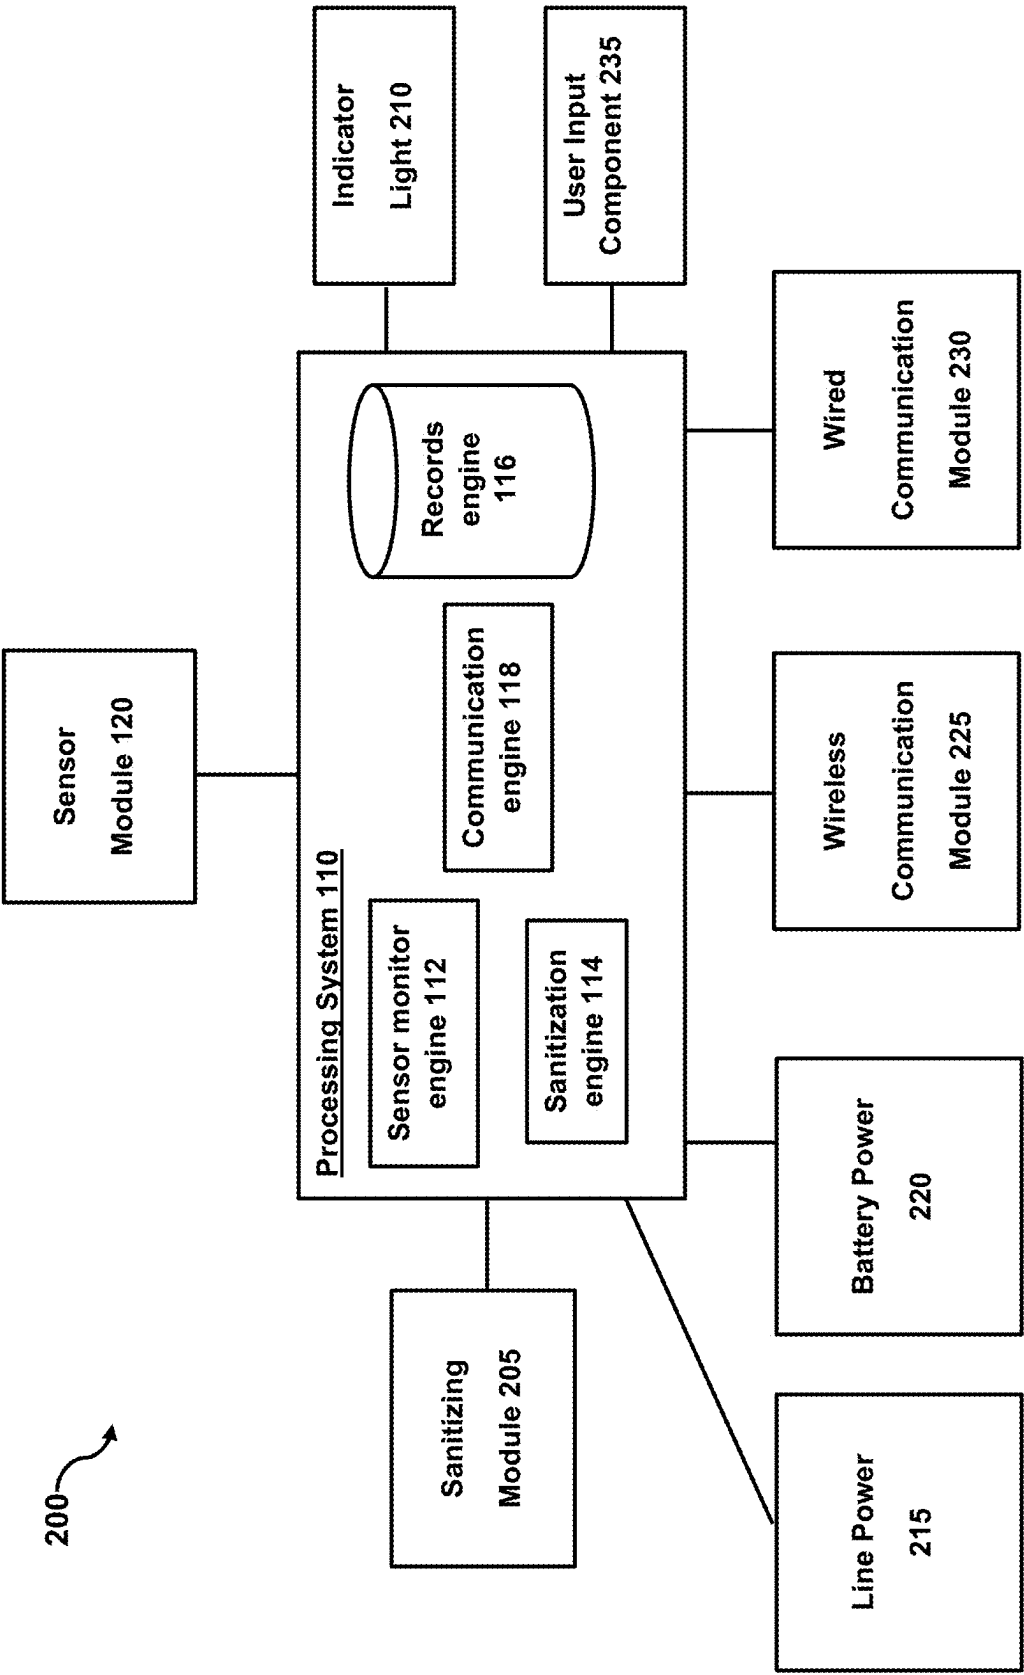 200
Sensor
Module 120
Sanitizing
Module 205
Processing System 110
Sensor monitor
engine 112
Sanitization
engine 114
Communication
engine 118
Records
engine
116
Indicator
Light 210
User Input
Component 235
Line Power
215
Battery Power
220
Wireless
Communication
Module 225
Wired
Communication
Module 230